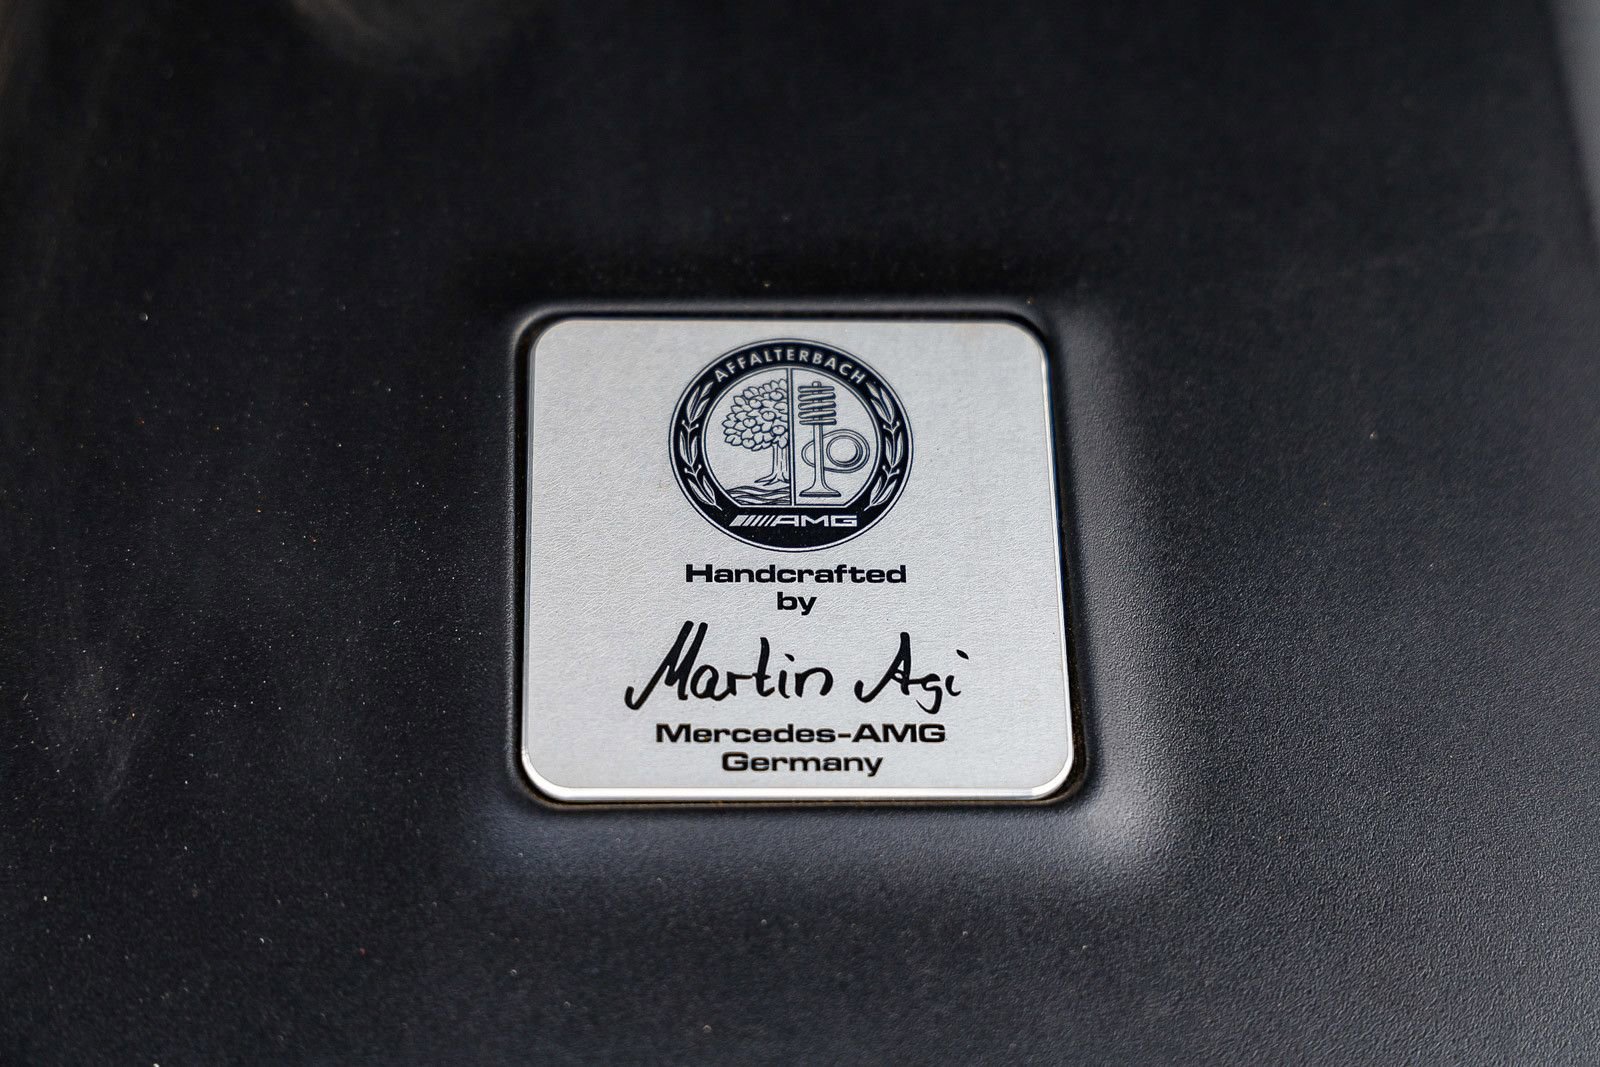 AFFALTERBACH
AMG
Handcrafted
by
Martin Agi
Mercedes-AMG
Germany